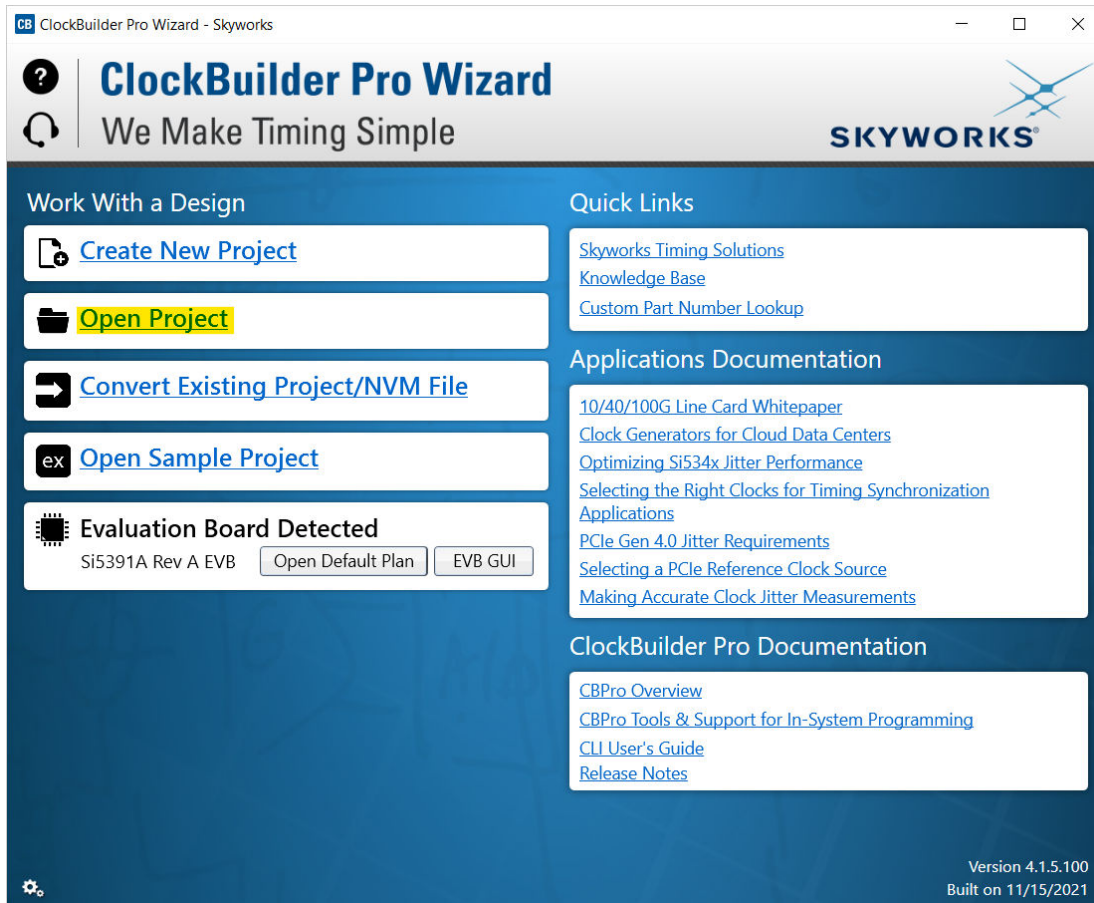 CB ClockBuilder Pro Wizard - Skyworks
?
ClockBuilder Pro Wizard
We Make Timing Simple
SKYWORKS®
Work With a Design
Create New Project
Open Project
Convert Existing Project/NVM File
ex Open Sample Project
Evaluation Board Detected
Si5391A Rev A EVB Open Default Plan EVB GUI
Quick Links
Skyworks Timing Solutions
Knowledge Base
Custom Part Number Lookup
Applications Documentation
10/40/100G Line Card Whitepaper
Clock Generators for Cloud Data Centers
Optimizing Si534x Jitter Performance
Selecting the Right Clocks for Timing Synchronization
Applications
PCIe Gen 4.0 Jitter Requirements
Selecting a PCIe Reference Clock Source
Making Accurate Clock Jitter Measurements
ClockBuilder Pro Documentation
CBPro Overview
CBPro Tools & Support for In-System Programming
CLI User's Guide
Release Notes
Version 4.1.5.100
Built on 11/15/2021